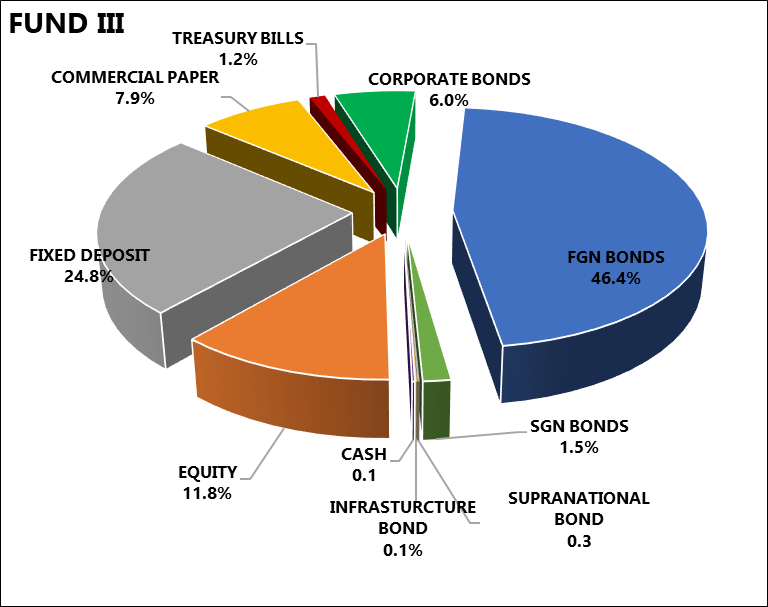 FUND III
TREASURY BILLS
1.2%
COMMERCIAL PAPER
7.9%
CORPORATE BONDS
6.0%
FIXED DEPOSIT
24.8%
FGN BONDS
46.4%
SGN BONDS
1.5%
CASH
0.1
EQUITY
11.8%
INFRASTURCTURE
BOND
0.1%
SUPRANATIONAL
BOND
0.3